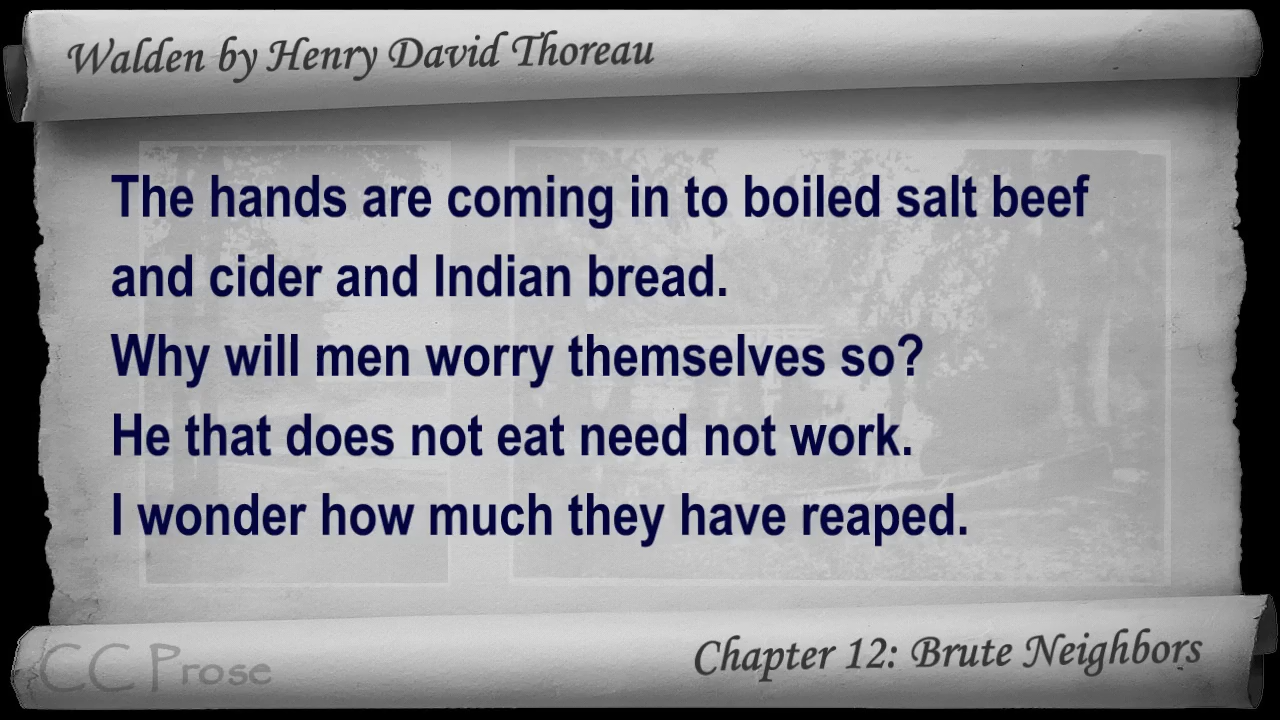 Walden by Henry David Thoreau
The hands are coming in to boiled salt beef
and cider and Indian bread.
Why will men worry themselves so?
He that does not eat need not work.
I wonder how much they have reaped.
CC Prose
Chapter 12: Brute Neighbors